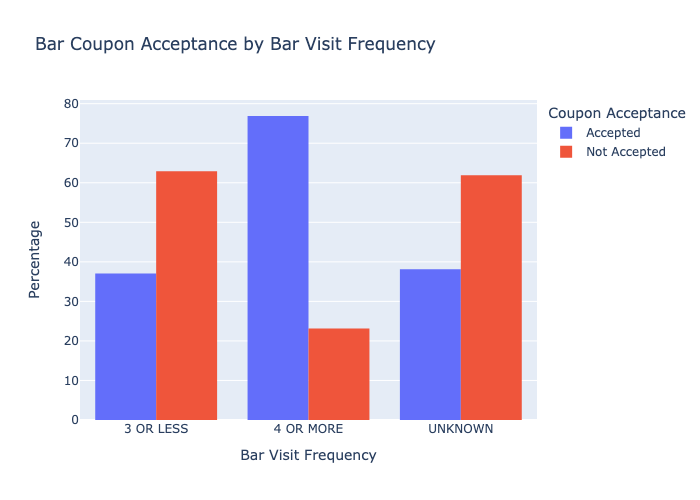 Bar Coupon Acceptance by Bar Visit Frequency
Coupon Acceptance
Accepted
Not Accepted
Percentage
80
70
60
50
40
30
20
10
0
3 OR LESS
4 OR MORE
UNKNOWN
Bar Visit Frequency